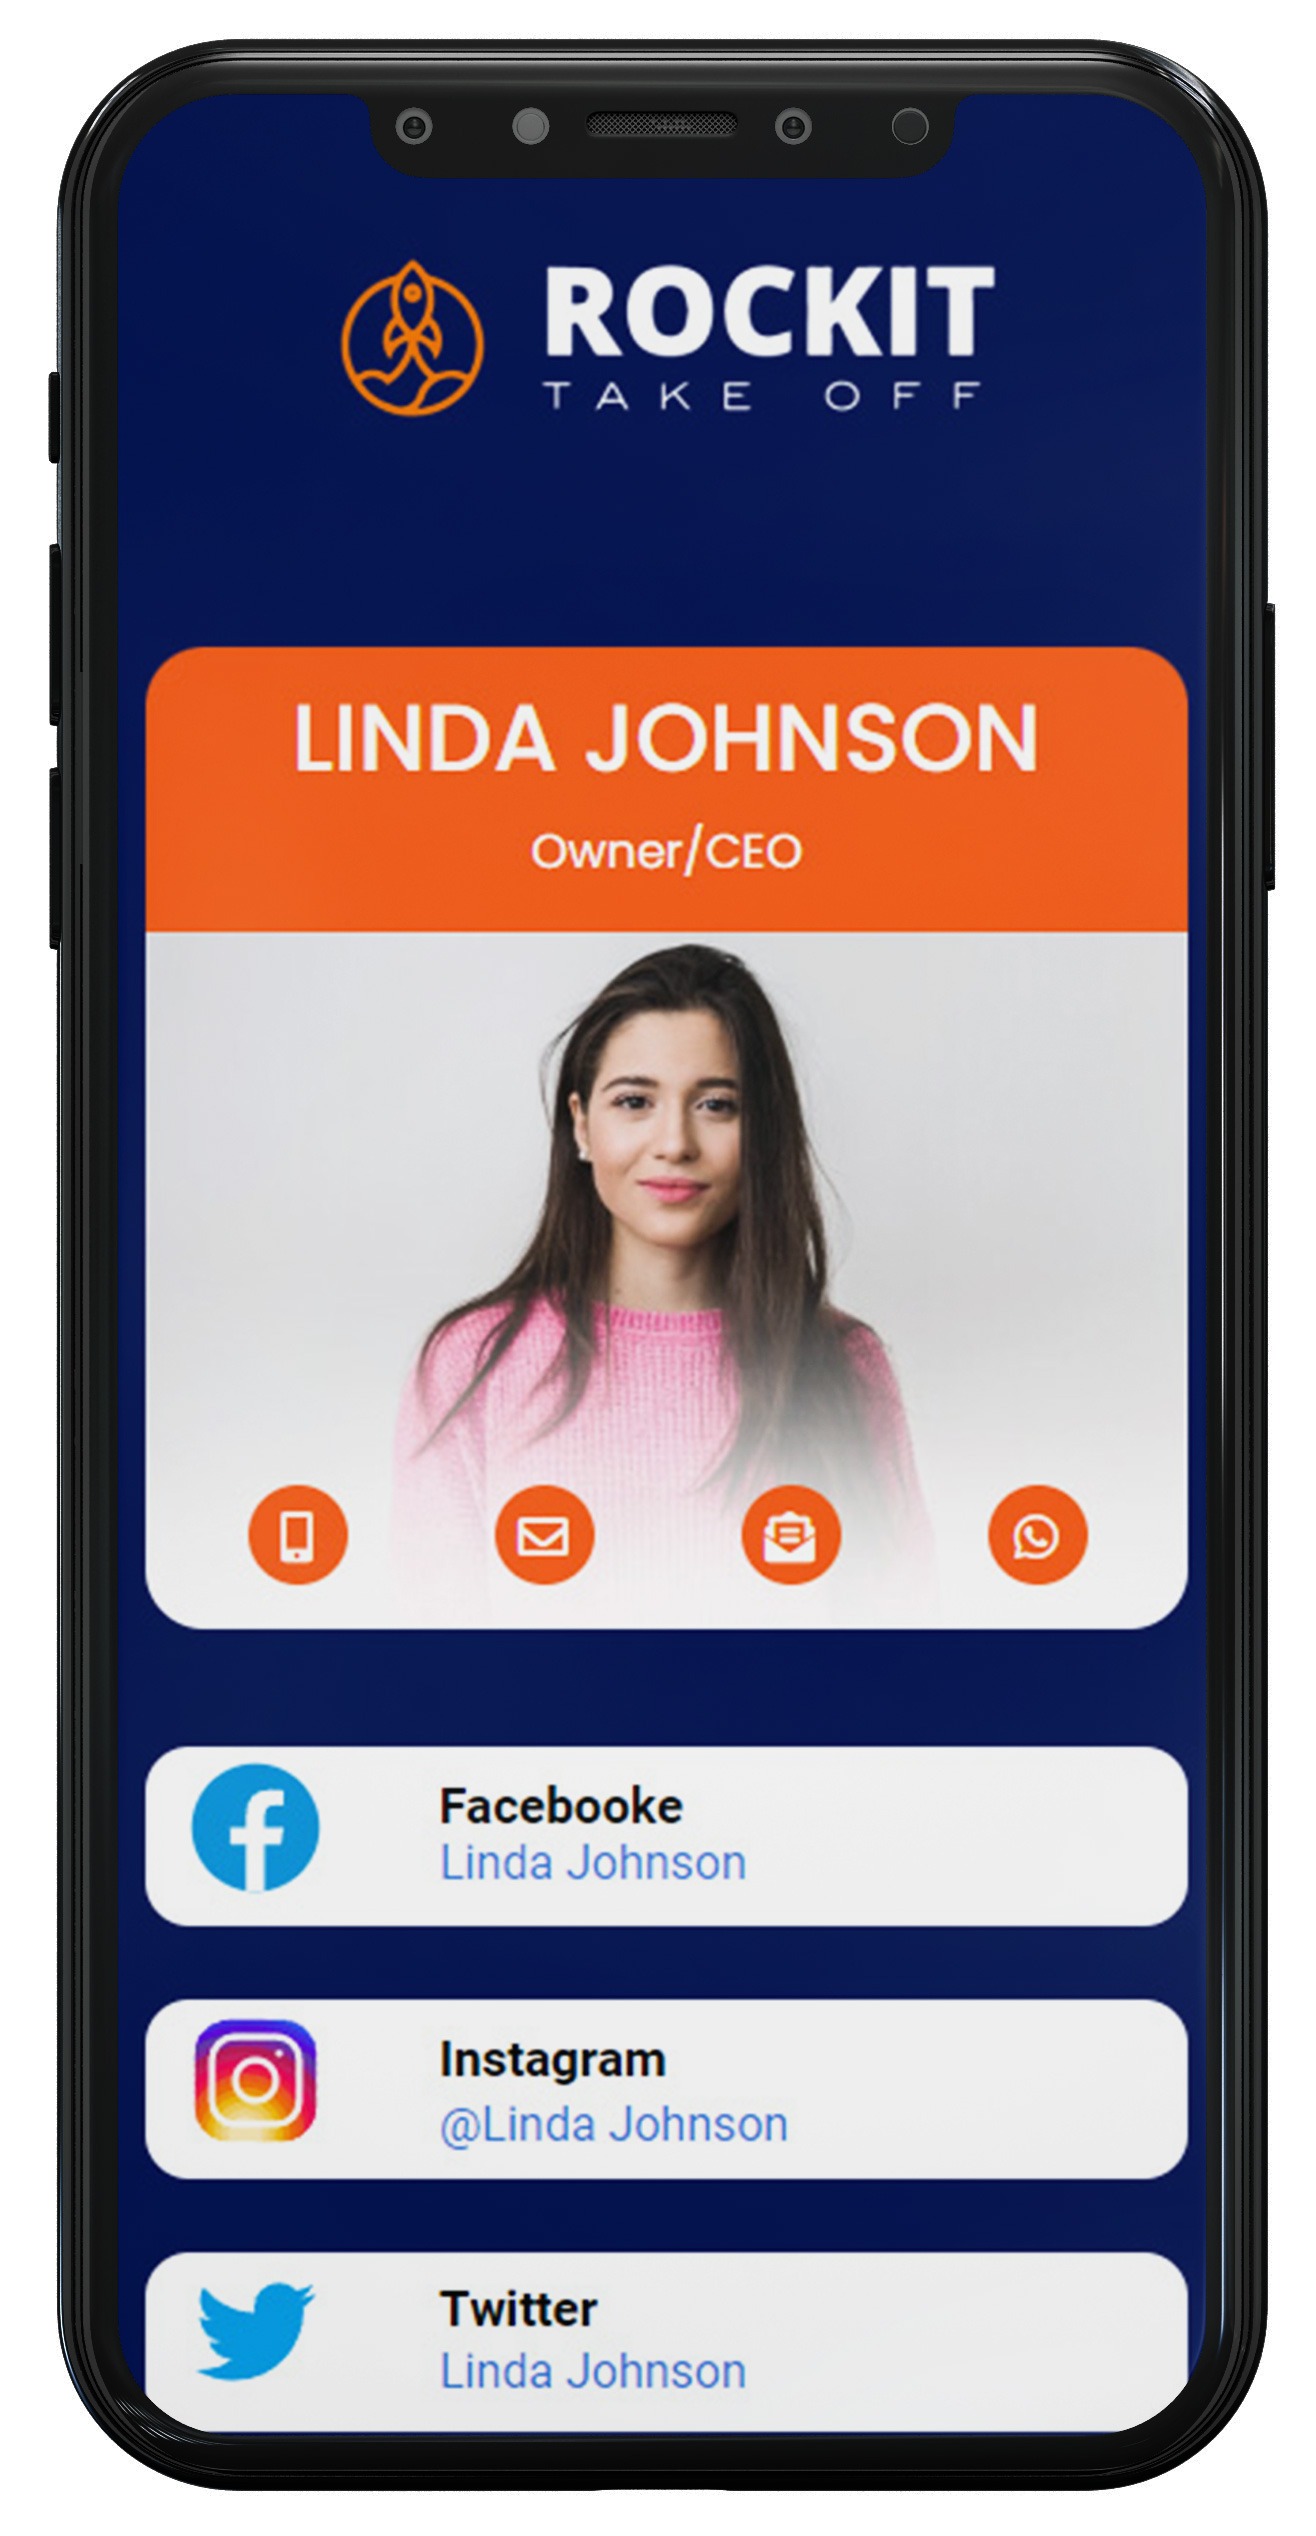 ROCKIT
TAKE OFF
LINDA JOHNSON
Owner/CEO
Facebooke
Linda Johnson
Instagram
@Linda Johnson
Twitter
Linda Johnson